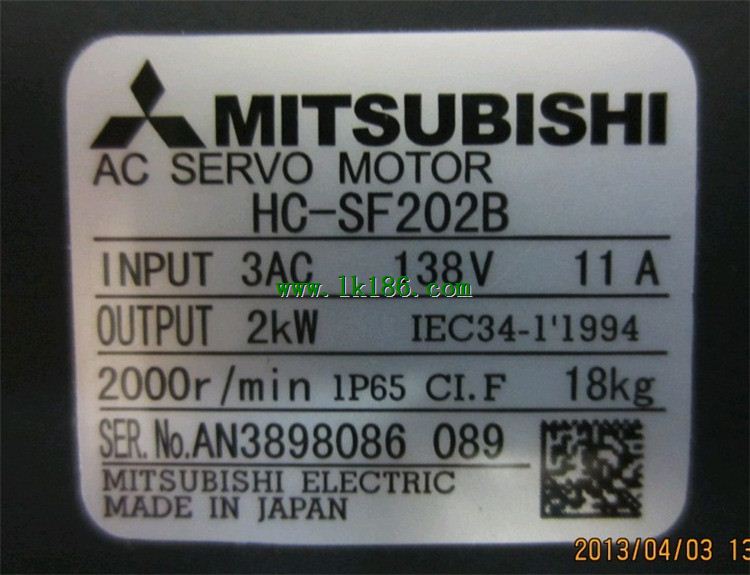 MITSUBISHI
AC SERVO MOTOR
HC-SF202B
INPUT 3AC 138V 11 A
www.lk186.com
OUTPUT 2kW IEC34-1'1994
2000r/min 1P65 CI.F 18kg
SER.No.AN3898086 089
MITSUBISHI ELECTRIC
MADE IN JAPAN
2013/04/03 13